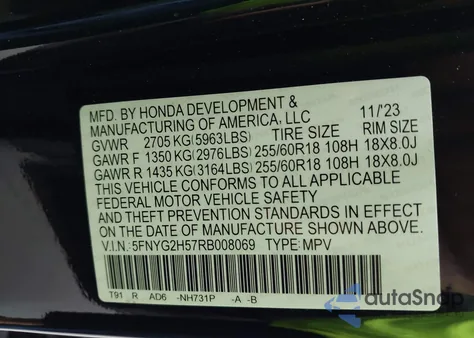 MFD. BY HONDA DEVELOPMENT &
MANUFACTURING OF AMERICA, LLC 11/'23
GVWR 2705 KG(5963LBS) TIRE SIZE RIM SIZE
GAWR F 1350 KG(2976LBS) 255/60R18 108H 18X8.0J
GAWR R 1435 KG(3164LBS) 255/60R18 108H 18X8.0J
THIS VEHICLE CONFORMS TO ALL APPLICABLE
FEDERAL MOTOR VEHICLE SAFETY
AND THEFT PREVENTION STANDARDS IN EFFECT
ON THE DATE OF MANUFACTURE SHOWN ABOVE.
V.I.N.: 5FNYG2H57RB008069 TYPE: MPV
T91 R AD6 -NH731P -A -B
autaSnap